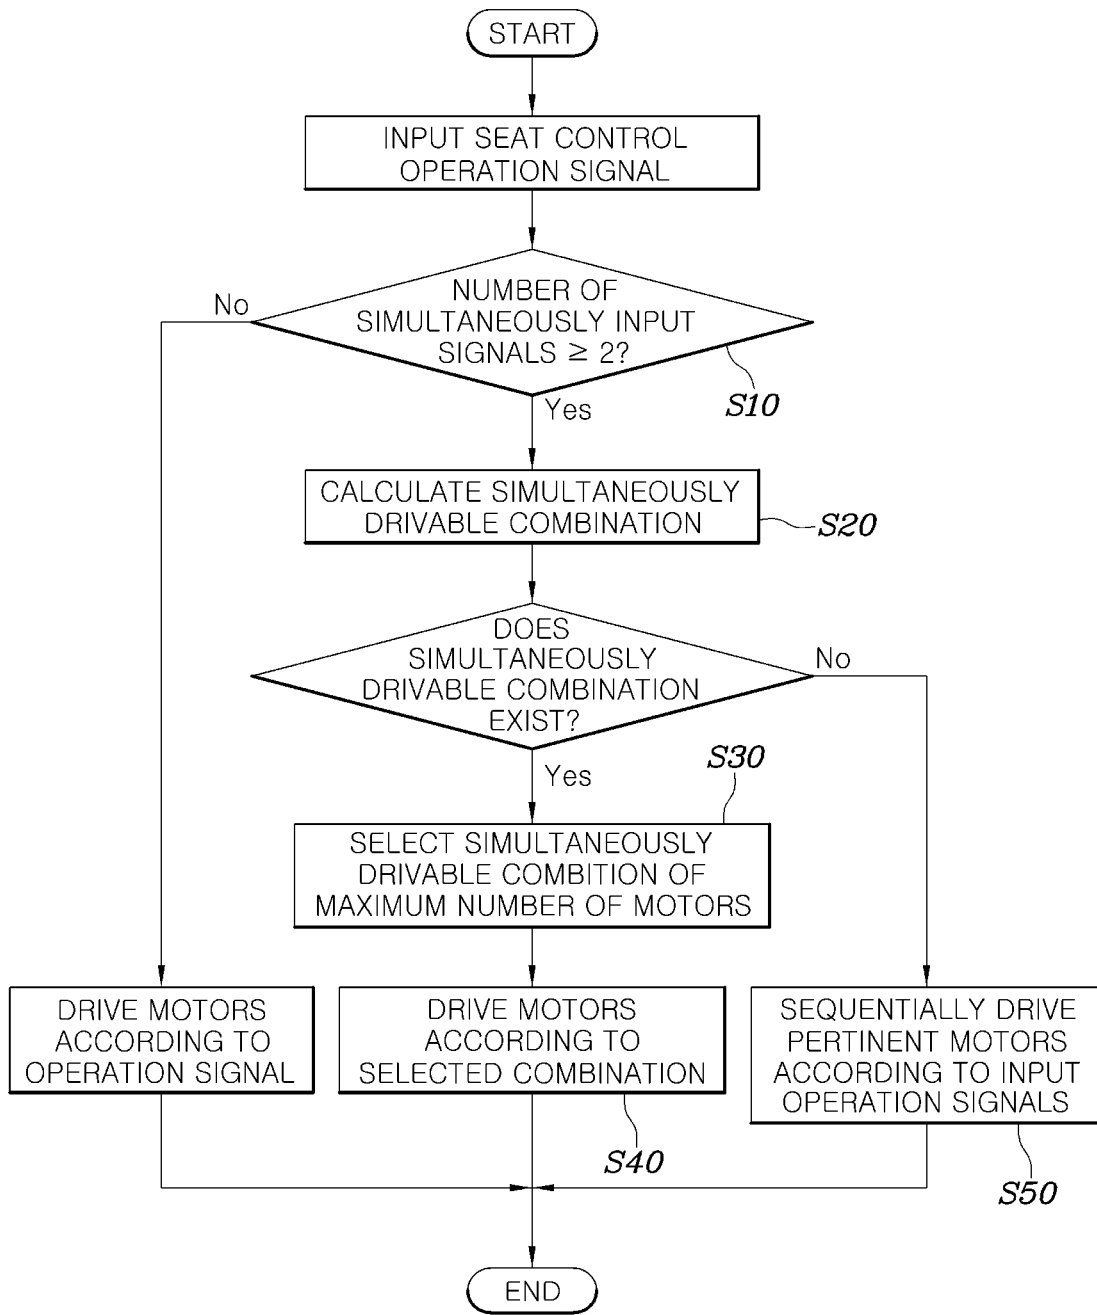 START
INPUT SEAT CONTROL
OPERATION SIGNAL
NUMBER OF
SIMULTANEOUSLY INPUT
SIGNALS ≥ 2?
No
S10
Yes
CALCULATE SIMULTANEOUSLY
DRIVABLE COMBINATION
S20
DOES
SIMULTANEOUSLY
DRIVABLE COMBINATION
EXIST?
No
Yes
S30
SELECT SIMULTANEOUSLY
DRIVABLE COMBITION OF
MAXIMUM NUMBER OF MOTORS
DRIVE MOTORS
ACCORDING TO
OPERATION SIGNAL
DRIVE MOTORS
ACCORDING TO
SELECTED COMBINATION
S40
SEQUENTIALLY DRIVE
PERTINENT MOTORS
ACCORDING TO INPUT
OPERATION SIGNALS
S50
END